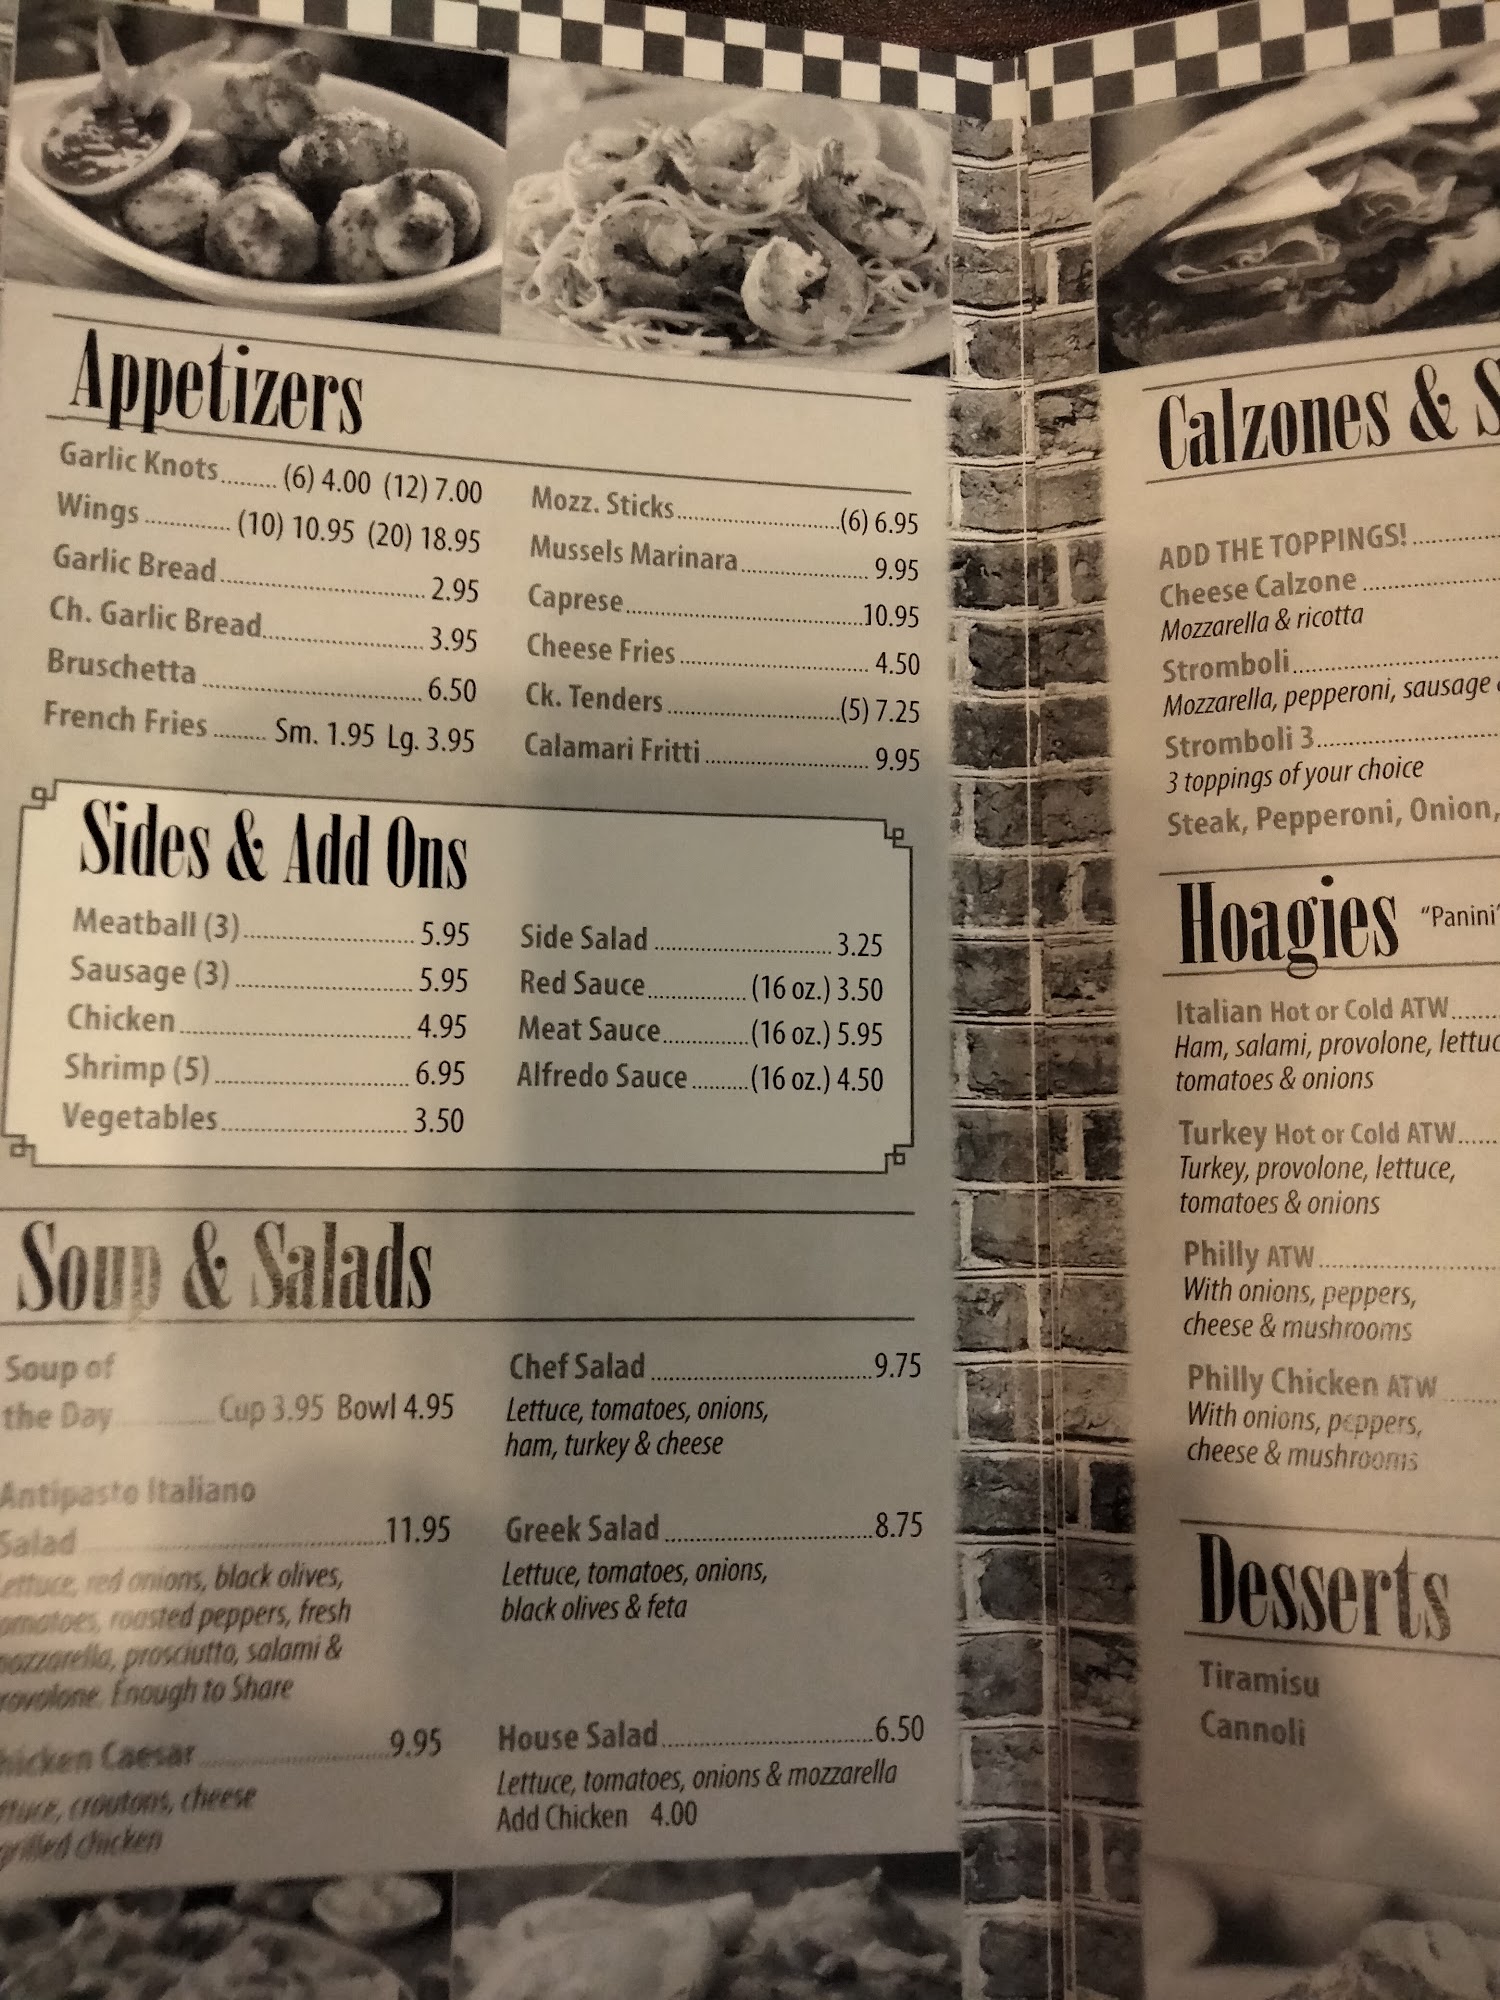 Appetizers
Garlic Knots ........ (6) 4.00 (12) 7.00
Wings ............ (10) 10.95 (20) 18.95
Garlic Bread ............................. 2.95
Ch. Garlic Bread ....................... 3.95
Bruschetta ............................... 6.50
French Fries ......... Sm. 1.95 Lg. 3.95
Mozz. Sticks ....................... (6) 6.95
Mussels Marinara .................. 9.95
Caprese .................................. 10.95
Cheese Fries ........................... 4.50
Ck. Tenders ......................... (5) 7.25
Calamari Fritti ....................... 9.95
Sides & Add Ons
Meatball (3) ........................ 5.95
Sausage (3) ......................... 5.95
Chicken ................................ 4.95
Shrimp (5) ........................... 6.95
Vegetables .......................... 3.50
Side Salad ......................... 3.25
Red Sauce .............. (16 oz.) 3.50
Meat Sauce ............ (16 oz.) 5.95
Alfredo Sauce ........ (16 oz.) 4.50
Soup & Salads
Soup of
the Day .......... Cup 3.95 Bowl 4.95
Antipasto Italiano
Salad ............................................. 11.95
red onions, black olives,
roasted peppers, fresh
prosciutto, salami &
Enough to Share
Caesar ........................... 9.95
croutons, cheese
grilled chicken
Chef Salad ............................... 9.75
Lettuce, tomatoes, onions,
ham, turkey & cheese
Greek Salad ............................. 8.75
Lettuce, tomatoes, onions,
black olives & feta
House Salad ............................. 6.50
Lettuce, tomatoes, onions & mozzarella
Add Chicken 4.00
Calzones &
ADD THE TOPPINGS! ............
Cheese Calzone ....................
Mozzarella & ricotta
Stromboli .............................
Mozzarella, pepperoni, sausage
Stromboli 3 ..........................
3 toppings of your choice
Steak, Pepperoni, Onion,
Hoagies "Panini"
Italian Hot or Cold ATW .......
Ham, salami, provolone,
tomatoes & onions
Turkey Hot or Cold ATW ......
Turkey, provolone, lettuce,
tomatoes & onions
Philly ATW ..........................
With onions, peppers,
cheese & mushrooms
Philly Chicken ATW ........
With onions, peppers,
cheese & mushrooms
Desserts
Tiramisu
Cannoli